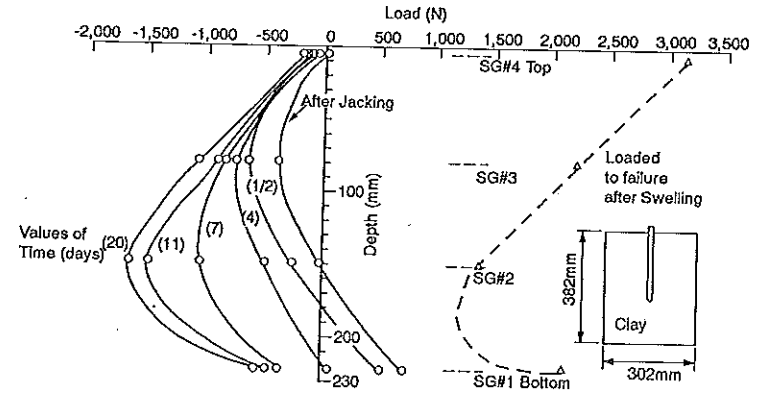 Load (N)
-2,000 -1,500 -1,000 -500 0 500 1,000 1,500 2,000 2,500 3,000 3,500
SG#4 Top
After Jacking
Loaded
to failure
after Swelling
SG#3
(1/2)
100
Depth (mm)
Values of
Time (days)
(20)
(11)
(7)
(4)
SG#2
382mm
Clay
200
302mm
SG#1 Bottom
230